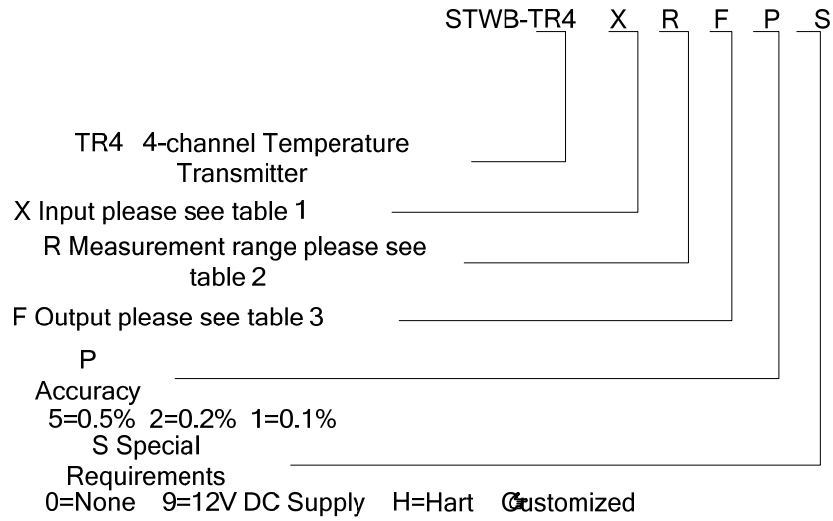 STWB-TR4 X R F P S
TR4 4-channel Temperature
Transmitter
X Input please see table 1
R Measurement range please see
table 2
F Output please see table 3
P
Accuracy
5=0.5% 2=0.2% 1=0.1%
S Special
Requirements
0=None 9=12V DC Supply H=Hart Customized